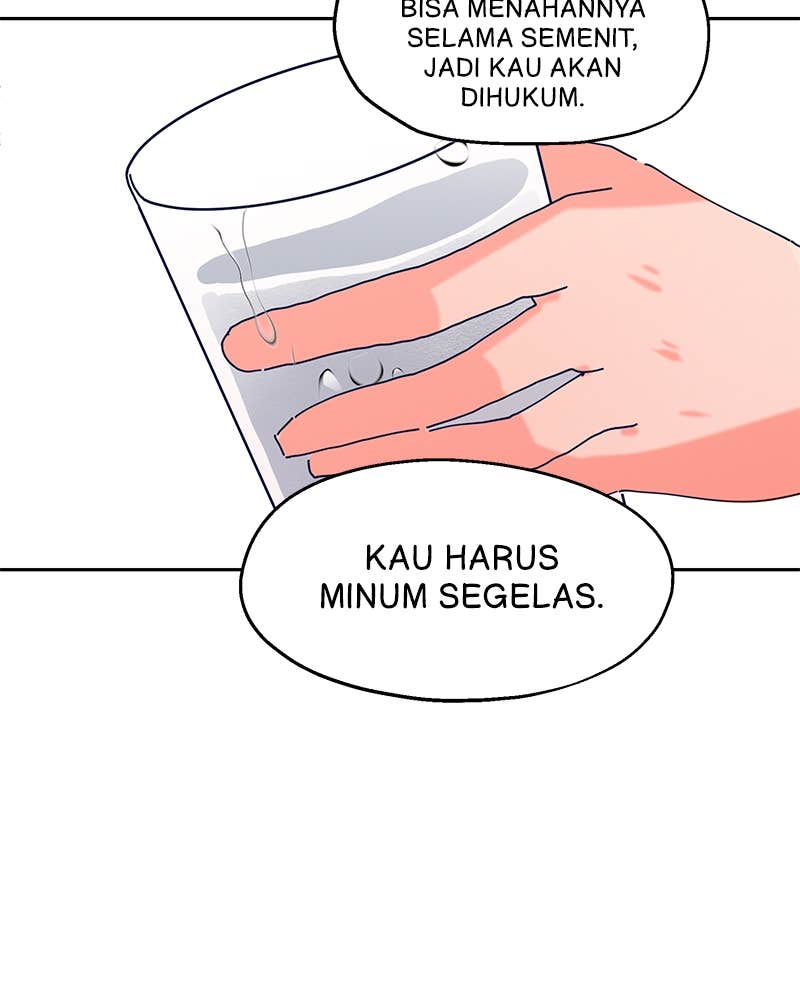 BISA MENAHANNYA
SELAMA SEMENIT,
JADI KAU AKAN
DIHUKUM.
KAU HARUS
MINUM SEGELAS.